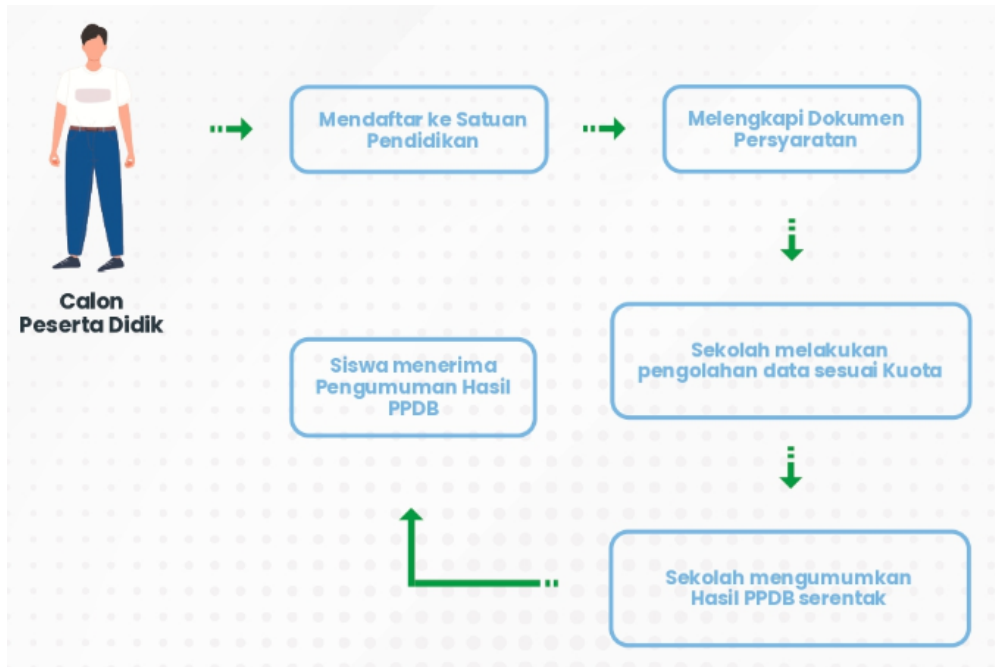 Calon
Peserta Didik
Mendaftar ke Satuan
Pendidikan
Melengkapi Dokumen
Persyaratan
Sekolah melakukan
pengolahan data sesuai Kuota
Sekolah mengumumkan
Hasil PPDB serentak
Siswa menerima
Pengumuman Hasil
PPDB